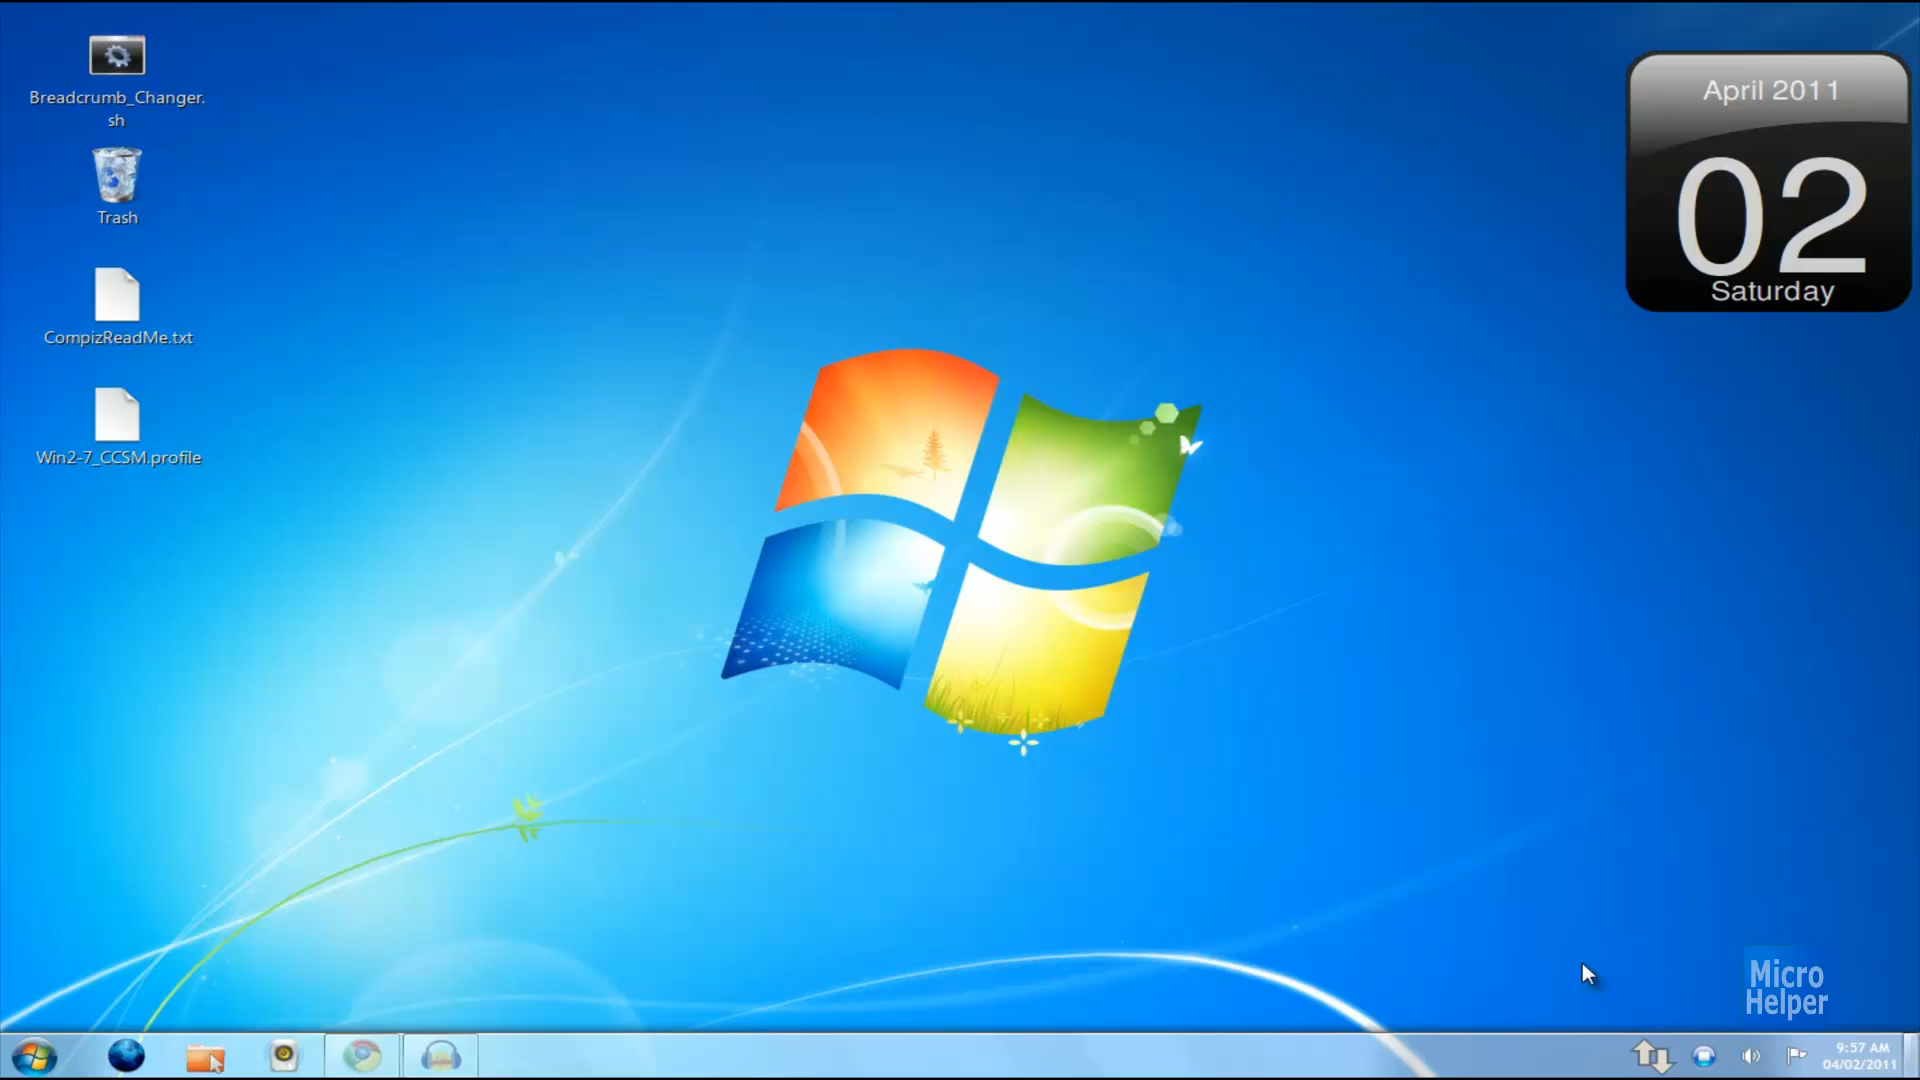 Breadcrumb_Changer.
sh
Trash
CompizReadMe.txt
Win2-7_CCSM.profile
April 2011
02
Saturday
Micro
Helper
9:57 AM
04/02/2011